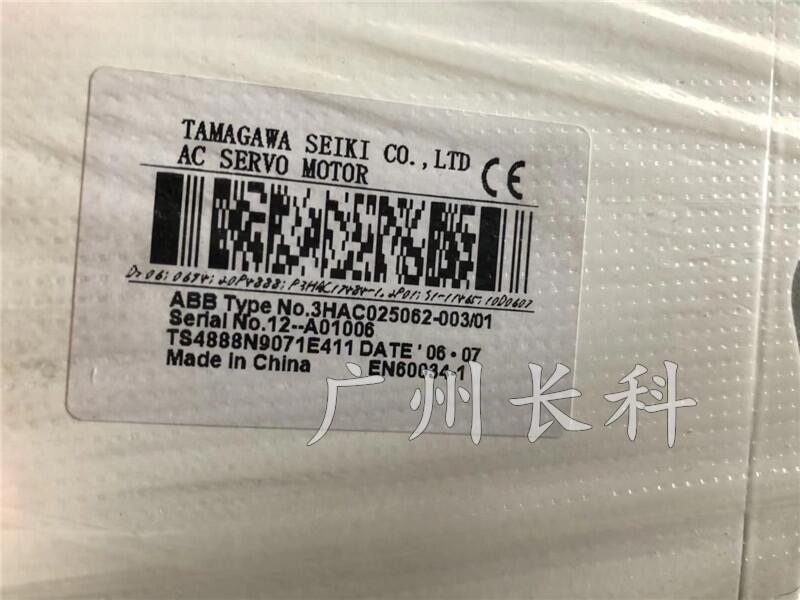 TAMAGAWA SEIKI CO.,LTD
AC SERVO MOTOR
CE
ABB Type No.3HAC025062-003/01
Serial No.12--A01006
TS4888N9071E411 DATE ' 06・07
Made in China EN60034-1
广州长科